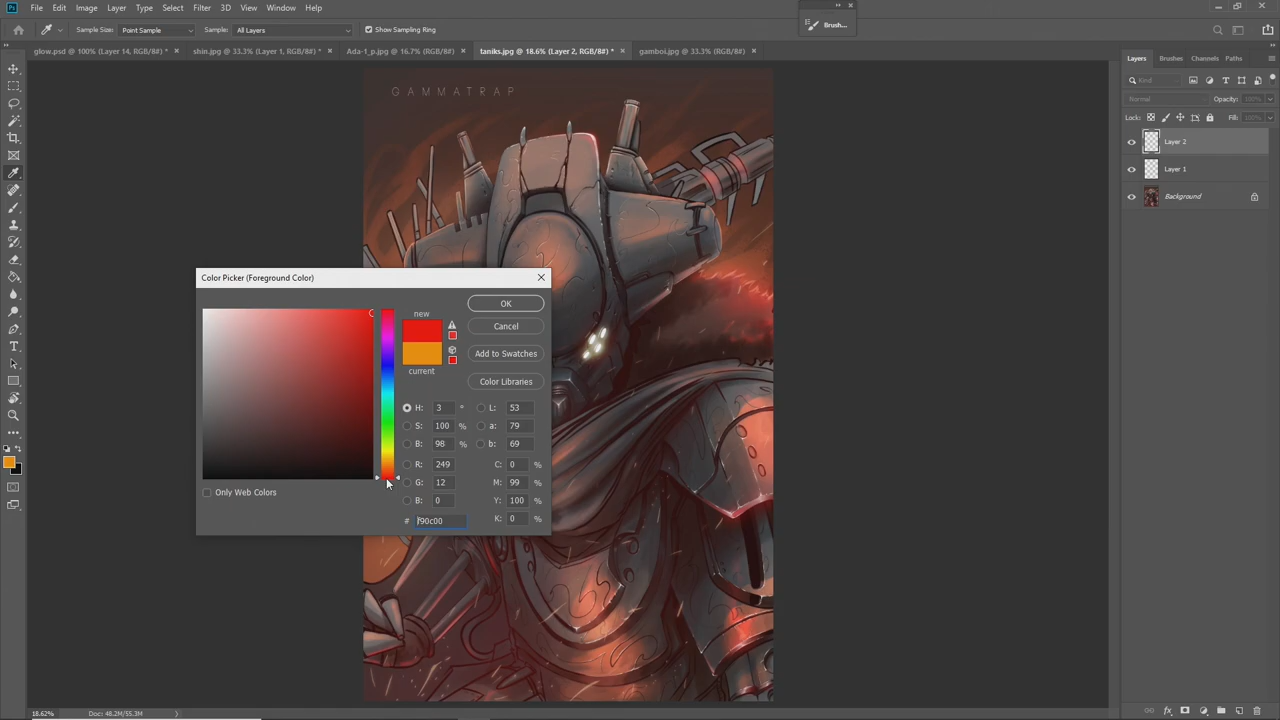 Ps File Edit Image Layer Type Select Filter 3D View Window Help
Brush...
Sample Size: Point Sample Sample: All Layers Show Sampling Ring
glow.psd @ 100% (Layer 14, RGB/8#) * × shin.jpg @ 33.3% (Layer 1, RGB/8#) * × Ada-1_p.jpg @ 16.7% (RGB/8#) × taniks.jpg @ 18.6% (Layer 2, RGB/8#) * × gamboi.jpg @ 33.3% (RGB/8#) ×
Layers Brushes Channels Paths
Kind
Normal Opacity: 100%
Lock: Fill: 100%
Layer 2
Layer 1
Background
GAMMATRAP
Color Picker (Foreground Color)
new
current
OK
Cancel
Add to Swatches
Color Libraries
H: 3 ° L: 53
S: 100 % a: 79
B: 98 % b: 69
R: 249 C: 0 %
G: 12 M: 99 %
B: 0 Y: 100 %
# f90c00 K: 0 %
Only Web Colors
18.62% Doc: 48.2M/55.3M